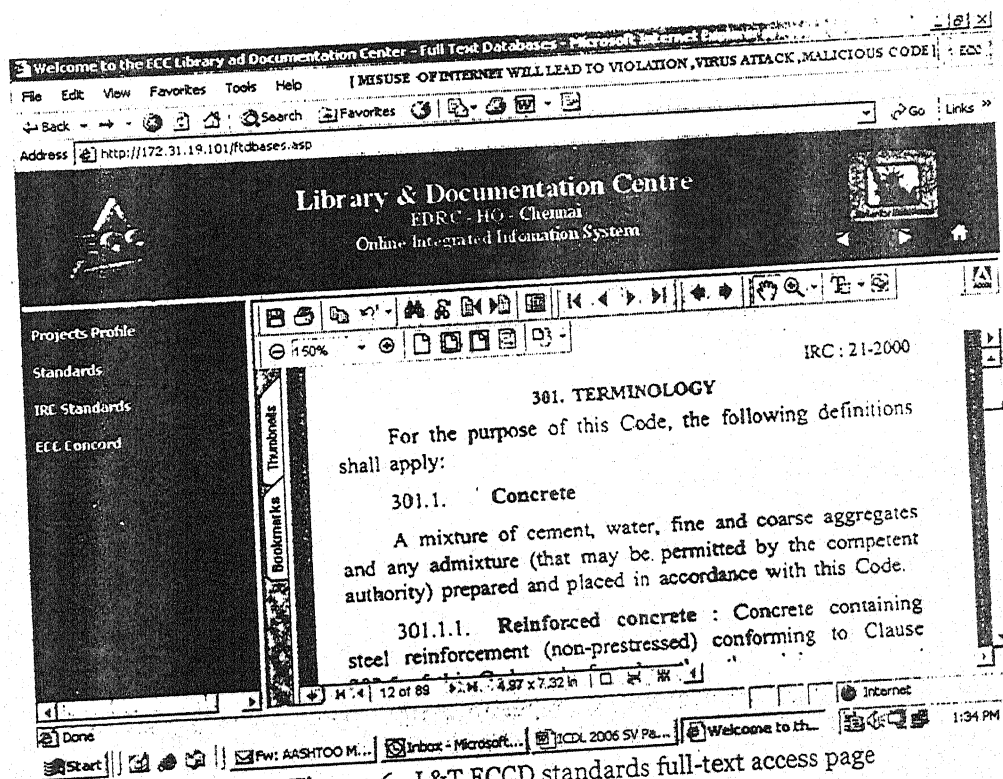 Welcome to the ECC Library ad Documentation Center - Full Text Databases - Microsoft Internet
File Edit View Favorites Tools Help [ MISUSE OF INTERNET WILL LEAD TO VIOLATION ,VIRUS ATTACK ,MALICIOUS CODE] ECC
Back Search Favorites
Address http://172.31.19.101/ftdbases.asp Go Links »
Library & Documentation Centre
EDRC - HO - Chennai
Online Integrated Infomation System
Projects Profile
Standards
IRC Standards
ECC Concord
150%
Thumbnails
Bookmarks
IRC : 21-2000
301. TERMINOLOGY
For the purpose of this Code, the following definitions
shall apply:
301.1. Concrete
A mixture of cement, water, fine and coarse aggregates
and any admixture (that may be permitted by the competent
authority) prepared and placed in accordance with this Code.
301.1.1. Reinforced concrete : Concrete containing
steel reinforcement (non-prestressed) conforming to Clause
12 of 89 4.97 x 7.32 in
Done Internet
Start Fw: AASHTOO M... Inbox - Microsoft... ICDL 2006 SV Pa... Welcome to th... 1:34 PM
L&T ECCD standards full-text access page